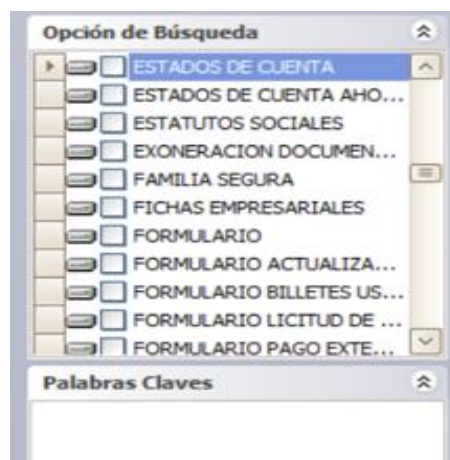 Opción de Búsqueda
ESTADOS DE CUENTA
ESTADOS DE CUENTA AHO...
ESTATUTOS SOCIALES
EXONERACION DOCUMEN...
FAMILIA SEGURA
FICHAS EMPRESARIALES
FORMULARIO
FORMULARIO ACTUALIZA...
FORMULARIO BILLETES US...
FORMULARIO LICITUD DE ...
FORMULARIO PAGO EXTE...
Palabras Claves